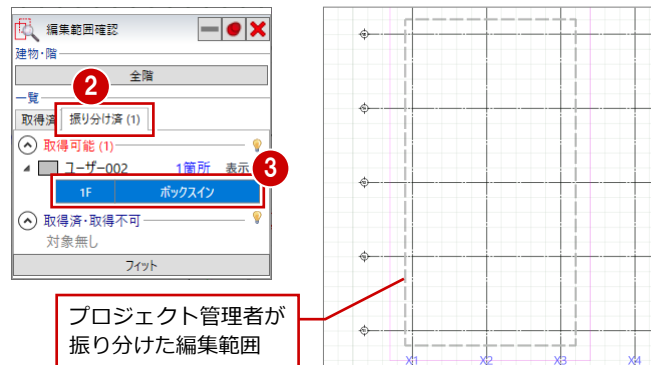 編集範囲確認
建物・階
全階
2
一覧
取得済 振り分け済 (1)
取得可能 (1)
ユーザー002 1箇所 表示
3
1F ボックスイン
取得済・取得不可
対象無し
フィット
プロジェクト管理者が
振り分けた編集範囲
X1 X2 X3 X4